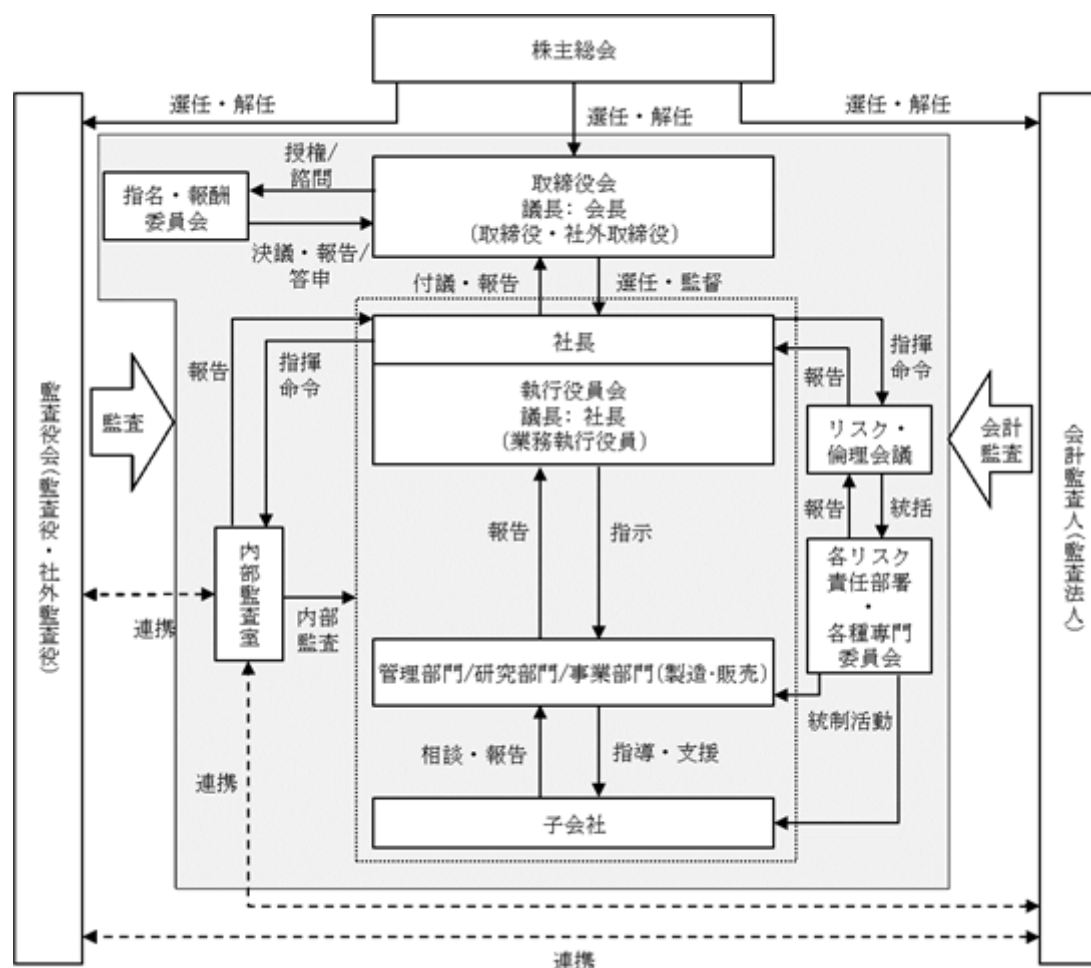 株主総会
選任・解任
選任・解任
選任・解任
授権/
諮問
指名・報酬
委員会
取締役会
議長: 会長
(取締役・社外取締役)
決議・報告/
答申
付議・報告
選任・監督
社長
報告
指揮
命令
執行役員会
議長: 社長
(業務執行役員)
報告
指揮
命令
監査
会計
監査
リスク・
倫理会議
監査役会(監査役・社外監査役)
会計監査人(監査法人)
報告
指示
報告
統括
内部監査室
各リスク
責任部署
・
各種専門
委員会
連携
内部
監査
管理部門/研究部門/事業部門(製造・販売)
統制活動
相談・報告
指導・支援
連携
子会社
連携